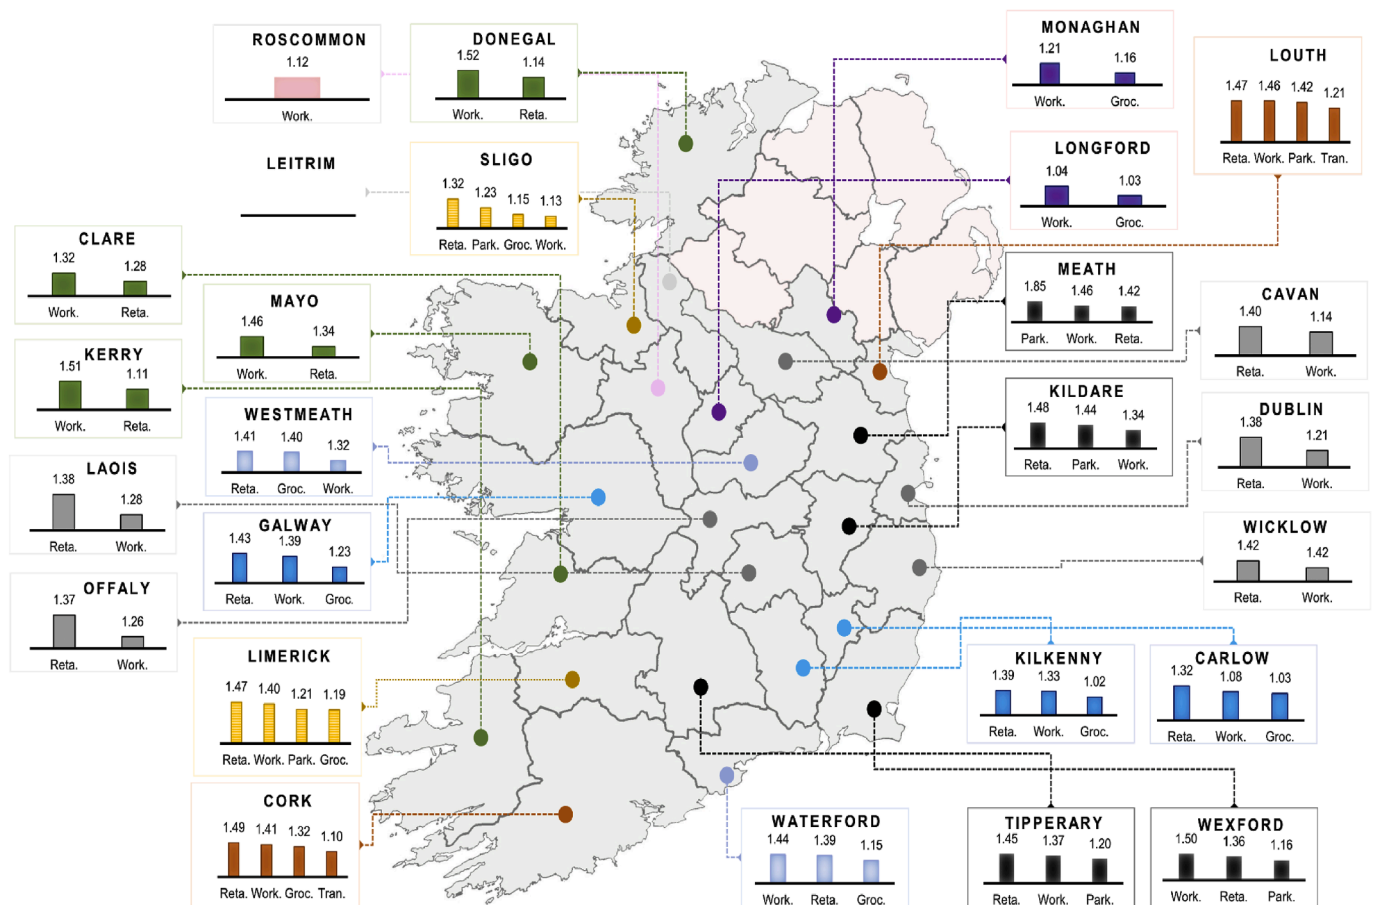 ROSCOMMON
1.12
Work.
DONEGAL
1.52 1.14
Work. Reta.
MONAGHAN
1.21 1.16
Work. Groc.
LOUTH
1.47 1.46 1.42 1.21
Reta. Work. Park. Tran.
LEITRIM
SLIGO
1.32 1.23 1.15 1.13
Reta. Park. Groc. Work.
LONGFORD
1.04 1.03
Work. Groc.
CLARE
1.32 1.28
Work. Reta.
MAYO
1.46 1.34
Work. Reta.
MEATH
1.85 1.46 1.42
Park. Work. Reta.
CAVAN
1.40 1.14
Reta. Work.
KERRY
1.51 1.11
Work. Reta.
WESTMEATH
1.41 1.40 1.32
Reta. Groc. Work.
KILDARE
1.48 1.44 1.34
Reta. Park. Work.
DUBLIN
1.38 1.21
Reta. Work.
LAOIS
1.38 1.28
Reta. Work.
GALWAY
1.43 1.39 1.23
Reta. Work. Groc.
WICKLOW
1.42 1.42
Reta. Work.
OFFALY
1.37 1.26
Reta. Work.
LIMERICK
1.47 1.40 1.21 1.19
Reta. Work. Park. Groc.
KILKENNY
1.39 1.33 1.02
Reta. Work. Groc.
CARLOW
1.32 1.08 1.03
Reta. Work. Groc.
CORK
1.49 1.41 1.32 1.10
Reta. Work. Groc. Tran.
WATERFORD
1.44 1.39 1.15
Work. Reta. Groc.
TIPPERARY
1.45 1.37 1.20
Reta. Work. Park.
WEXFORD
1.50 1.36 1.16
Work. Reta. Park.